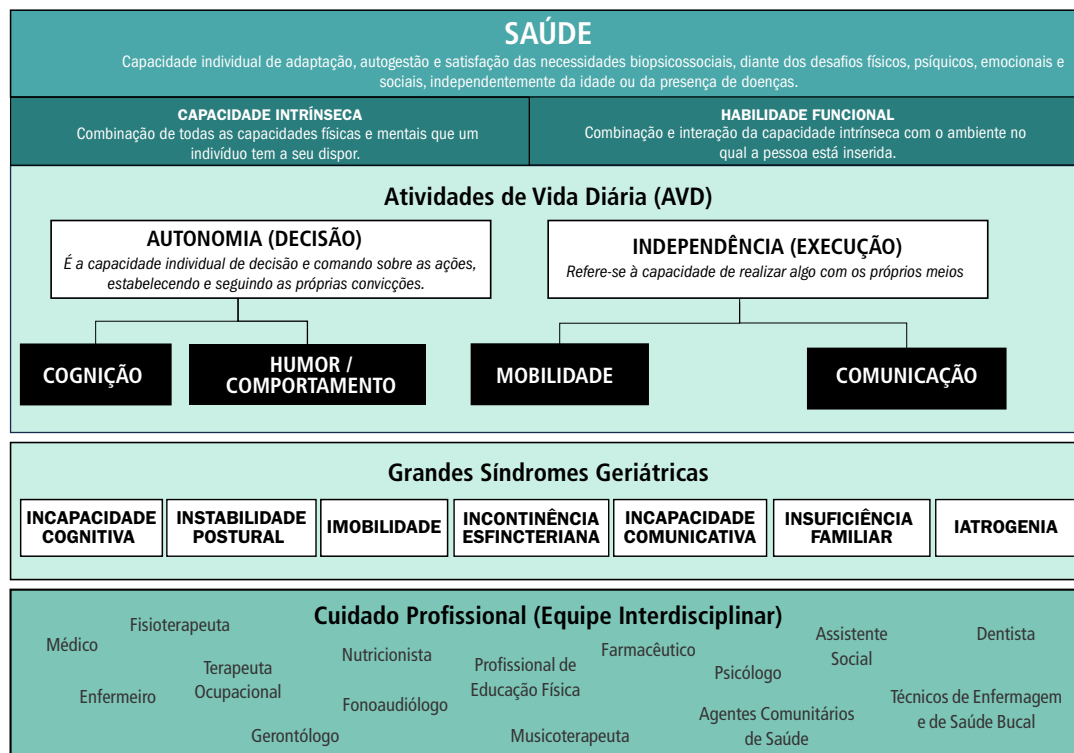 SAÚDE
Capacidade individual de adaptação, autogestão e satisfação das necessidades biopsicossociais, diante dos desafios físicos, psíquicos, emocionais e
sociais, independentemente da idade ou da presença de doenças.
CAPACIDADE INTRÍNSECA
Combinação de todas as capacidades físicas e mentais que um
indivíduo tem a seu dispor.
HABILIDADE FUNCIONAL
Combinação e interação da capacidade intrínseca com o ambiente no
qual a pessoa está inserida.
Atividades de Vida Diária (AVD)
AUTONOMIA (DECISÃO)
É a capacidade individual de decisão e comando sobre as ações,
estabelecendo e seguindo as próprias convicções.
INDEPENDÊNCIA (EXECUÇÃO)
Refere-se à capacidade de realizar algo com os próprios meios
COGNIÇÃO
HUMOR /
COMPORTAMENTO
MOBILIDADE
COMUNICAÇÃO
Grandes Síndromes Geriátricas
INCAPACIDADE
COGNITIVA
INSTABILIDADE
POSTURAL
IMOBILIDADE
INCONTINÊNCIA
ESFINCTERIANA
INCAPACIDADE
COMUNICATIVA
INSUFICIÊNCIA
FAMILIAR
IATROGENIA
Cuidado Profissional (Equipe Interdisciplinar)
Médico
Fisioterapeuta
Enfermeiro
Terapeuta
Ocupacional
Gerontólogo
Nutricionista
Fonoaudiólogo
Profissional de
Educação Física
Musicoterapeuta
Farmacêutico
Psicólogo
Agentes Comunitários
de Saúde
Assistente
Social
Dentista
Técnicos de Enfermagem
e de Saúde Bucal